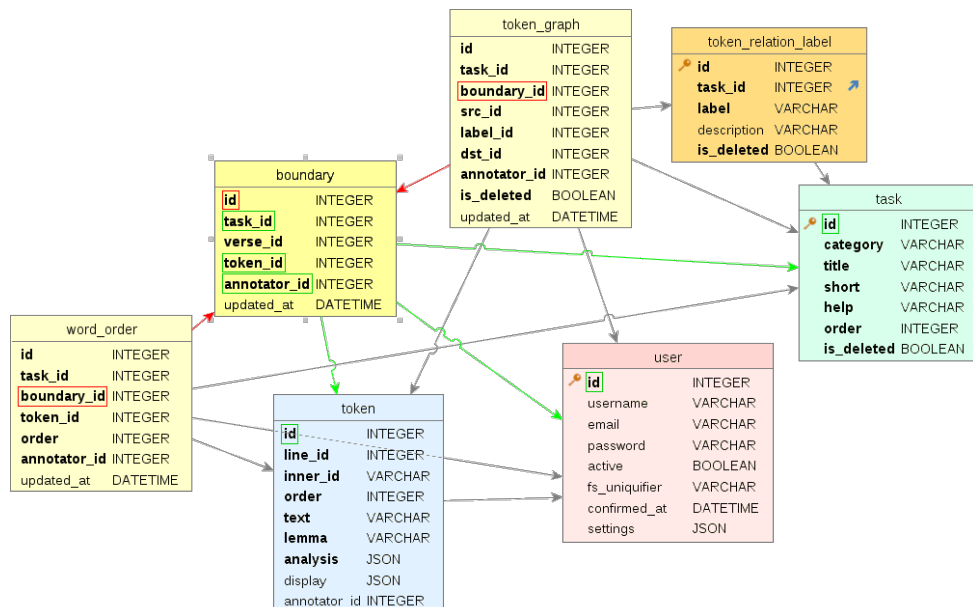 token_graph
id INTEGER
task_id INTEGER
boundary_id INTEGER
src_id INTEGER
label_id INTEGER
dst_id INTEGER
annotator_id INTEGER
is_deleted BOOLEAN
updated_at DATETIME
token_relation_label
id INTEGER
task_id INTEGER
label VARCHAR
description VARCHAR
is_deleted BOOLEAN
boundary
id INTEGER
task_id INTEGER
verse_id INTEGER
token_id INTEGER
annotator_id INTEGER
updated_at DATETIME
task
id INTEGER
category VARCHAR
title VARCHAR
short VARCHAR
help VARCHAR
order INTEGER
is_deleted BOOLEAN
word_order
id INTEGER
task_id INTEGER
boundary_id INTEGER
token_id INTEGER
order INTEGER
annotator_id INTEGER
updated_at DATETIME
user
id INTEGER
username VARCHAR
email VARCHAR
password VARCHAR
active BOOLEAN
fs_uniquifier VARCHAR
confirmed_at DATETIME
settings JSON
token
id INTEGER
line_id INTEGER
inner_id VARCHAR
order INTEGER
text VARCHAR
lemma VARCHAR
analysis JSON
display JSON
annotator_id INTEGER